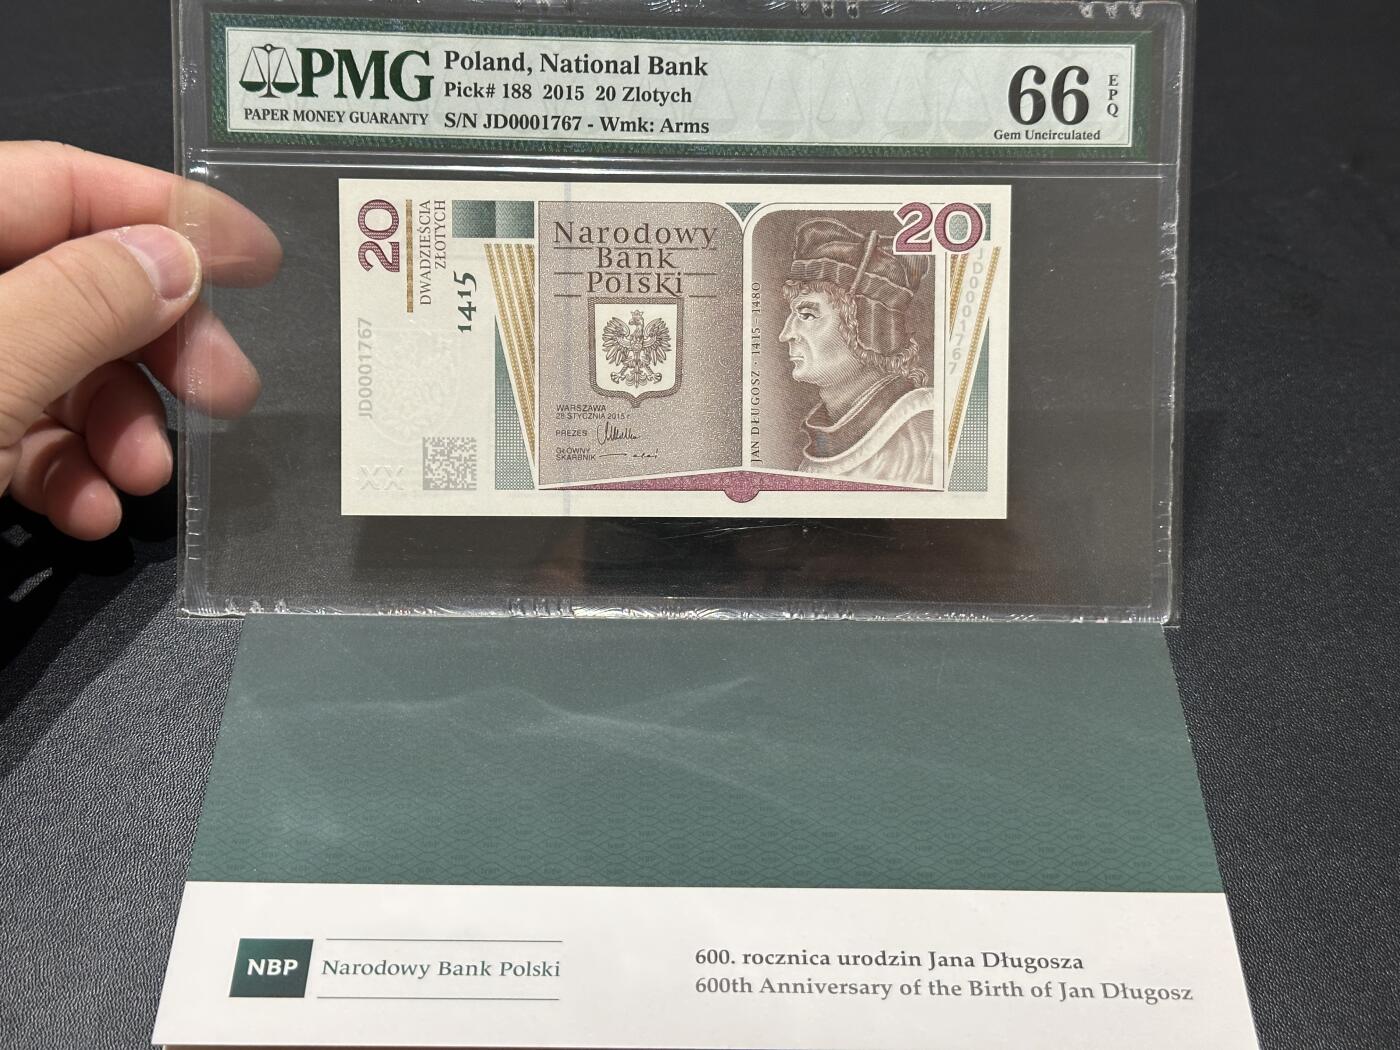 PMG
PAPER MONEY GUARANTY
Poland, National Bank
Pick# 188 2015 20 Zlotych
S/N JD0001767 - Wmk: Arms
66
EPQ
Gem Uncirculated
20
DWADZIEŚCIA
ZŁOTYCH
1415
JD0001767
XX
Narodowy
Bank
Polski
WARSZAWA
28 STYCZNIA 2015 r.
PREZES
GŁÓWNY
SKARBNIK
JAN DŁUGOSZ · 1415 - 1480
20
JD0001767
NBP
Narodowy Bank Polski
600. rocznica urodzin Jana Długosza
600th Anniversary of the Birth of Jan Długosz